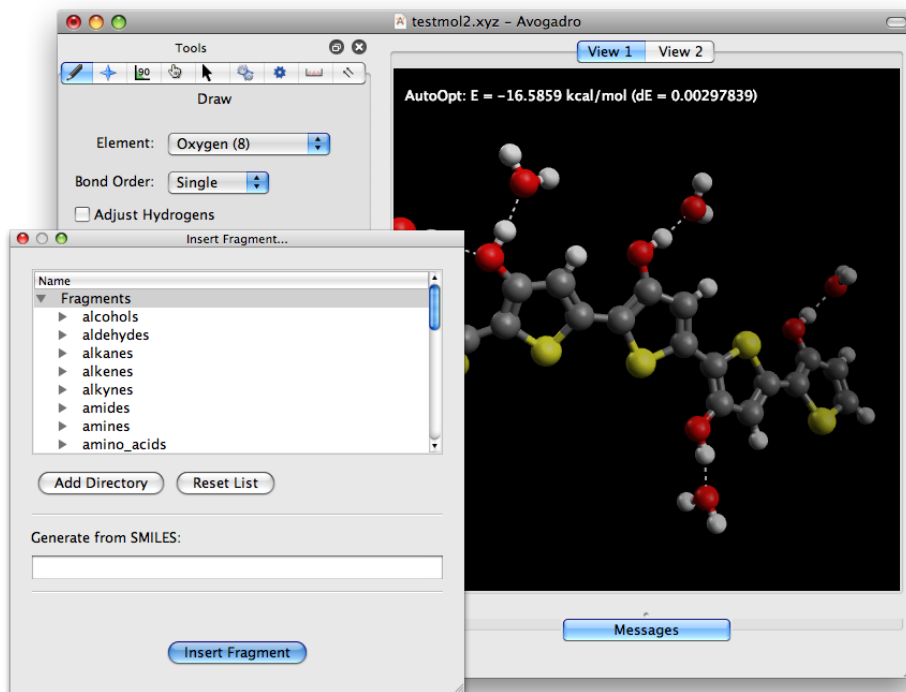 testmol2.xyz – Avogadro
Tools
90
Draw
Element:
Oxygen (8)
Bond Order:
Single
Adjust Hydrogens
View 1
View 2
AutoOpt: E = -16.5859 kcal/mol (dE = 0.00297839)
Insert Fragment...
Name
Fragments
alcohols
aldehydes
alkanes
alkenes
alkynes
amides
amines
amino_acids
Add Directory
Reset List
Generate from SMILES:
Insert Fragment
Messages